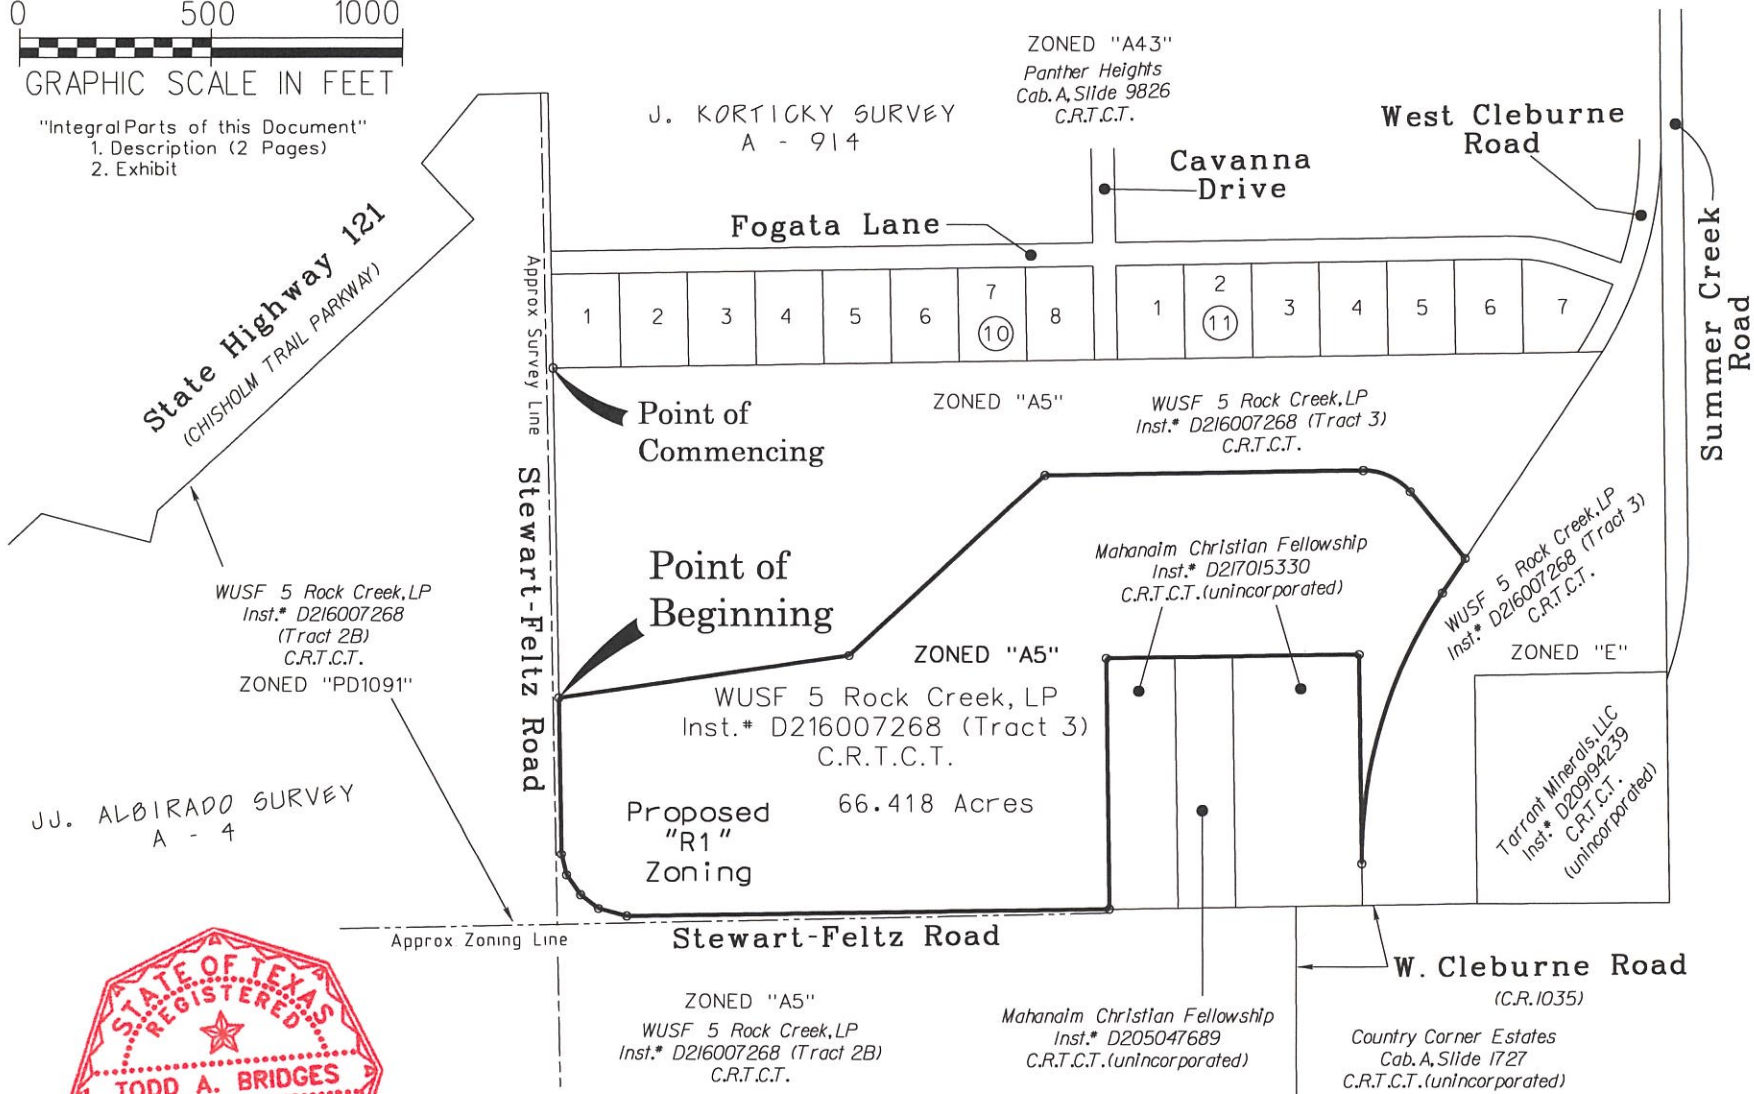 0 500 1000
GRAPHIC SCALE IN FEET
"Integral Parts of this Document"
1. Description (2 Pages)
2. Exhibit
J. KORTICKY SURVEY
A - 914
ZONED "A43"
Panther Heights
Cab. A, Slide 9826
C.R.T.C.T.
West Cleburne
Road
Cavanna
Drive
Fogata Lane
Summer Creek
Road
State Highway 121
(CHISHOLM TRAIL PARKWAY)
Approx Survey Line
1 2 3 4 5 6 7 8
10
1 2 3 4 5 6 7
11
Point of
Commencing
ZONED "A5"
WUSF 5 Rock Creek, LP
Inst.* D216007268 (Tract 3)
C.R.T.C.T.
Stewart-Feltz Road
Point of
Beginning
Mahanaim Christian Fellowship
Inst.* D217015330
C.R.T.C.T. (unincorporated)
WUSF 5 Rock Creek, LP
Inst.* D216007268 (Tract 3)
C.R.T.C.T.
WUSF 5 Rock Creek, LP
Inst.* D216007268
(Tract 2B)
C.R.T.C.T.
ZONED "PD1091"
ZONED "A5"
WUSF 5 Rock Creek, LP
Inst.* D216007268 (Tract 3)
C.R.T.C.T.
66.418 Acres
ZONED "E"
Tarrant Minerals, LLC
Inst.* D209194239
C.R.T.C.T.
(unincorporated)
JJ. ALBIRADO SURVEY
A - 4
Proposed
"R1"
Zoning
Approx Zoning Line
Stewart-Feltz Road
W. Cleburne Road
(C.R. 1035)
ZONED "A5"
WUSF 5 Rock Creek, LP
Inst.* D216007268 (Tract 2B)
C.R.T.C.T.
Mahanaim Christian Fellowship
Inst.* D205047689
C.R.T.C.T. (unincorporated)
Country Corner Estates
Cab. A, Slide 1727
C.R.T.C.T. (unincorporated)
STATE OF TEXAS
REGISTERED
TODD A. BRIDGES